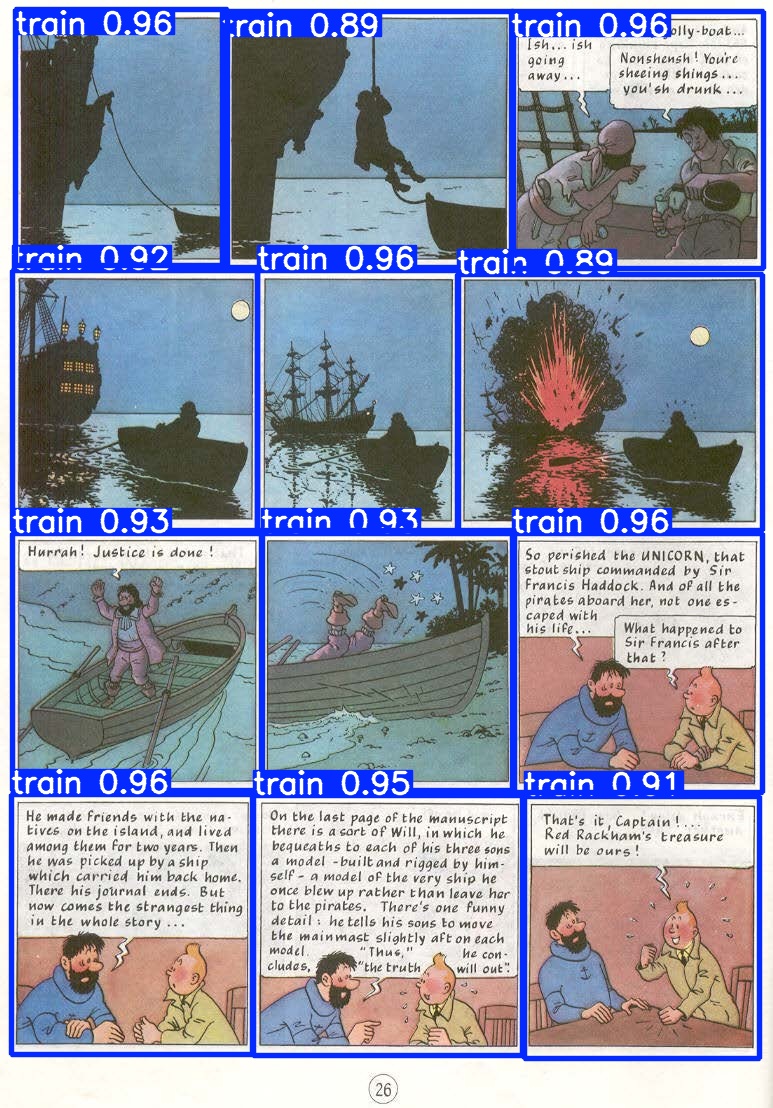 train 0.96
train 0.89
train 0.96
olly-boat...
Ish... ish
going
away...
Nonshensh! You're
sheeing shings...
you'sh drunk...
train 0.92
train 0.96
train 0.89
train 0.93
train 0.93
train 0.96
Hurrah! Justice is done!
So perished the UNICORN, that
stout ship commanded by Sir
Francis Haddock. And of all the
pirates aboard her, not one es-
caped with
his life...
What happened to
Sir Francis after
that?
train 0.96
train 0.95
train 0.91
He made friends with the na-
tives on the island, and lived
among them for two years. Then
he was picked up by a ship
which carried him back home.
There his journal ends. But
now comes the strangest thing
in the whole story...
On the last page of the manuscript
there is a sort of Will, in which he
bequeaths to each of his three sons
a model - built and rigged by him-
self - a model of the very ship he
once blew up rather than leave her
to the pirates. There's one funny
detail: he tells his sons to move
the mainmast slightly aft on each
model. "Thus," he con-
cludes, "the truth will out".
That's it, Captain!....
Red Rackham's treasure
will be ours!
26